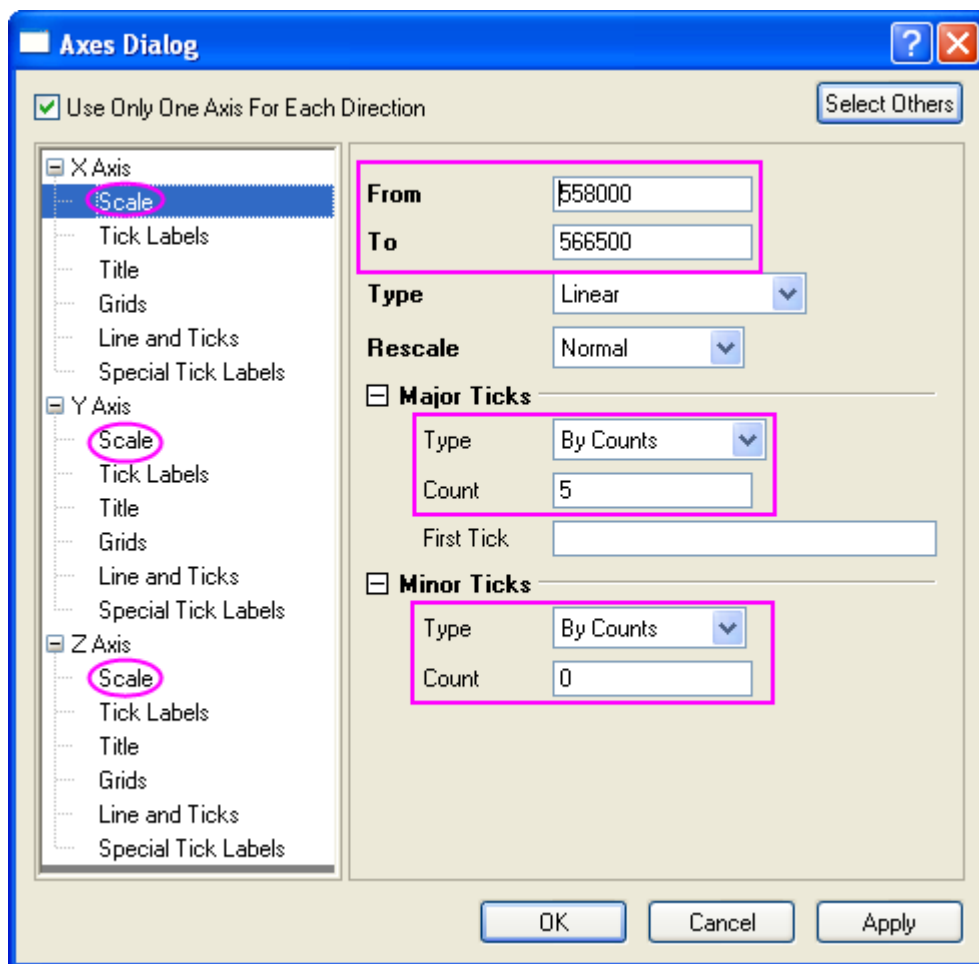 Axes Dialog
Use Only One Axis For Each Direction
Select Others
X Axis
Scale
Tick Labels
Title
Grids
Line and Ticks
Special Tick Labels
Y Axis
Scale
Tick Labels
Title
Grids
Line and Ticks
Special Tick Labels
Z Axis
Scale
Tick Labels
Title
Grids
Line and Ticks
Special Tick Labels
From 558000
To 566500
Type Linear
Rescale Normal
Major Ticks
Type By Counts
Count 5
First Tick
Minor Ticks
Type By Counts
Count 0
OK Cancel Apply